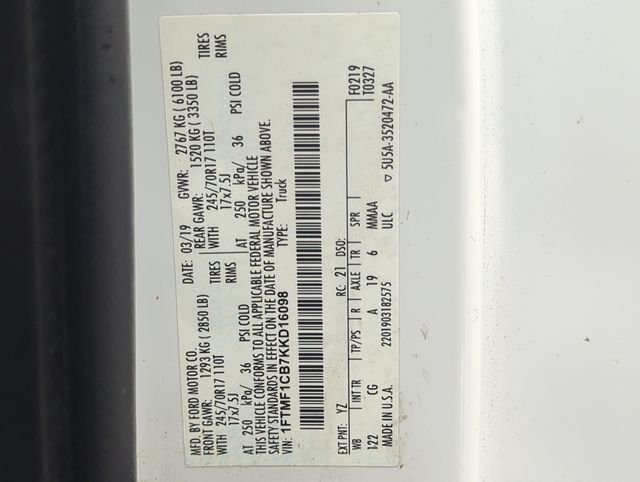 MFD. BY FORD MOTOR CO.
DATE: 03/19 GVWR: 2767 KG ( 6100 LB)
FRONT GAWR: 1293 KG ( 2850 LB) REAR GAWR: 1520 KG ( 3350 LB)
WITH 245/70R17 110T TIRES WITH 245/70R17 110T TIRES
17x7.5J RIMS 17x7.5J RIMS
AT 250 kPa/ 36 PSI COLD AT 250 kPa/ 36 PSI COLD
THIS VEHICLE CONFORMS TO ALL APPLICABLE FEDERAL MOTOR VEHICLE
SAFETY STANDARDS IN EFFECT ON THE DATE OF MANUFACTURE SHOWN ABOVE.
VIN: 1FTMF1CB7KKD16098 TYPE: Truck
EXT PNT: YZ RC: 21 DSO: F0219
WB INT TR TP/PS R AXLE TR SPR T0327
122 CG A 19 6 MMAA
MADE IN U.S.A. 2201903182575 ULC ▽ 5U5A-3520472-AA